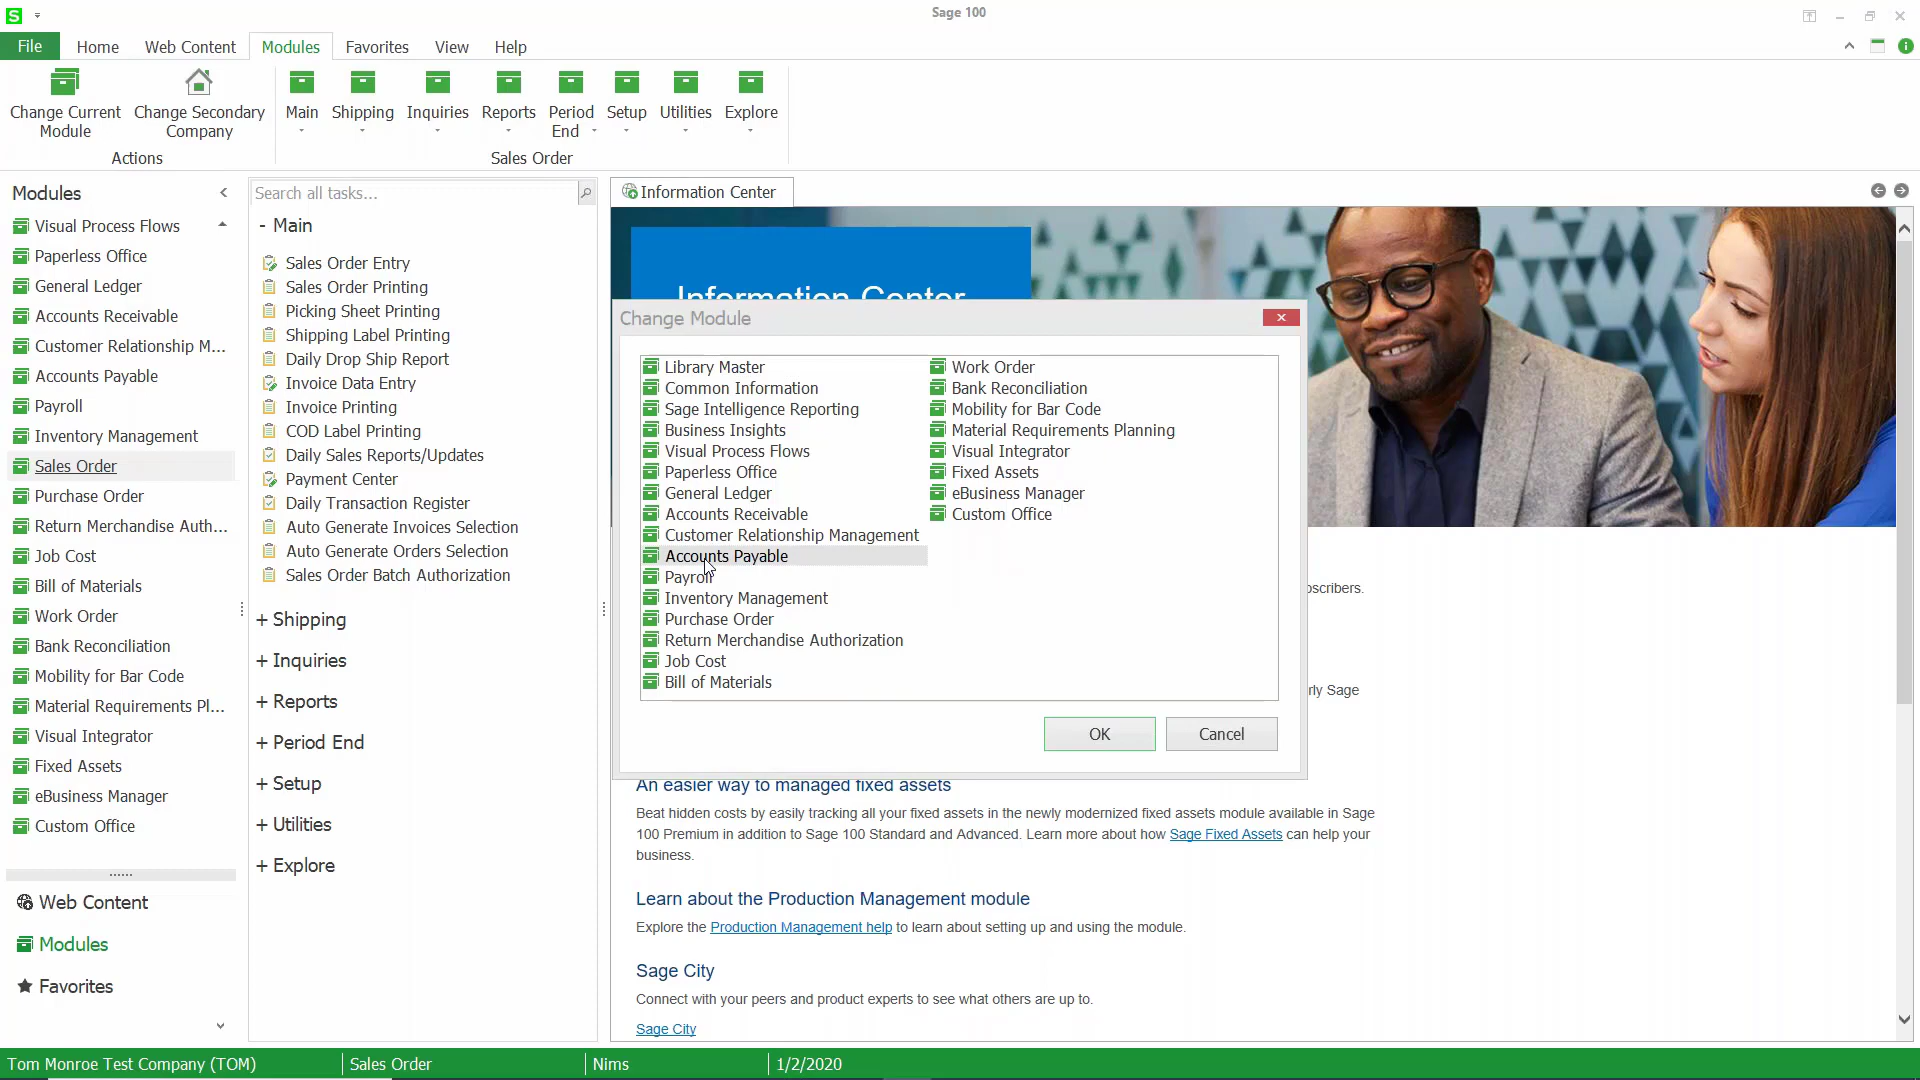 S
Sage 100
File
Home
Web Content
Modules
Favorites
View
Help
Change Current Module
Change Secondary Company
Main
Shipping
Inquiries
Reports
Period End
Setup
Utilities
Explore
Actions
Sales Order
Modules
Visual Process Flows
Paperless Office
General Ledger
Accounts Receivable
Customer Relationship M...
Accounts Payable
Payroll
Inventory Management
Sales Order
Purchase Order
Return Merchandise Auth...
Job Cost
Bill of Materials
Work Order
Bank Reconciliation
Mobility for Bar Code
Material Requirements Pl...
Visual Integrator
Fixed Assets
eBusiness Manager
Custom Office
Web Content
Modules
Favorites
Search all tasks...
- Main
Sales Order Entry
Sales Order Printing
Picking Sheet Printing
Shipping Label Printing
Daily Drop Ship Report
Invoice Data Entry
Invoice Printing
COD Label Printing
Daily Sales Reports/Updates
Payment Center
Daily Transaction Register
Auto Generate Invoices Selection
Auto Generate Orders Selection
Sales Order Batch Authorization
+ Shipping
+ Inquiries
+ Reports
+ Period End
+ Setup
+ Utilities
+ Explore
Information Center
Information Center
Change Module
Library Master
Common Information
Sage Intelligence Reporting
Business Insights
Visual Process Flows
Paperless Office
General Ledger
Accounts Receivable
Customer Relationship Management
Accounts Payable
Payroll
Inventory Management
Purchase Order
Return Merchandise Authorization
Job Cost
Bill of Materials
Work Order
Bank Reconciliation
Mobility for Bar Code
Material Requirements Planning
Visual Integrator
Fixed Assets
eBusiness Manager
Custom Office
OK
Cancel
scribers.
rly Sage
An easier way to managed fixed assets
Beat hidden costs by easily tracking all your fixed assets in the newly modernized fixed assets module available in Sage
100 Premium in addition to Sage 100 Standard and Advanced. Learn more about how Sage Fixed Assets can help your
business.
Learn about the Production Management module
Explore the Production Management help to learn about setting up and using the module.
Sage City
Connect with your peers and product experts to see what others are up to.
Sage City
Tom Monroe Test Company (TOM)
Sales Order
Nims
1/2/2020